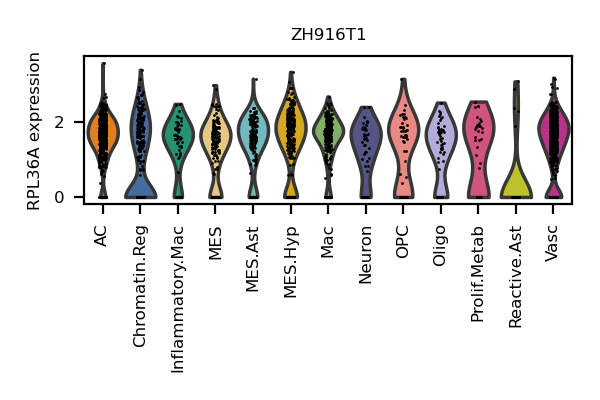 ZH916T1
RPL36A expression
2
0
AC
Chromatin.Reg
Inflammatory.Mac
MES
MES.Ast
MES.Hyp
Mac
Neuron
OPC
Oligo
Prolif.Metab
Reactive.Ast
Vasc